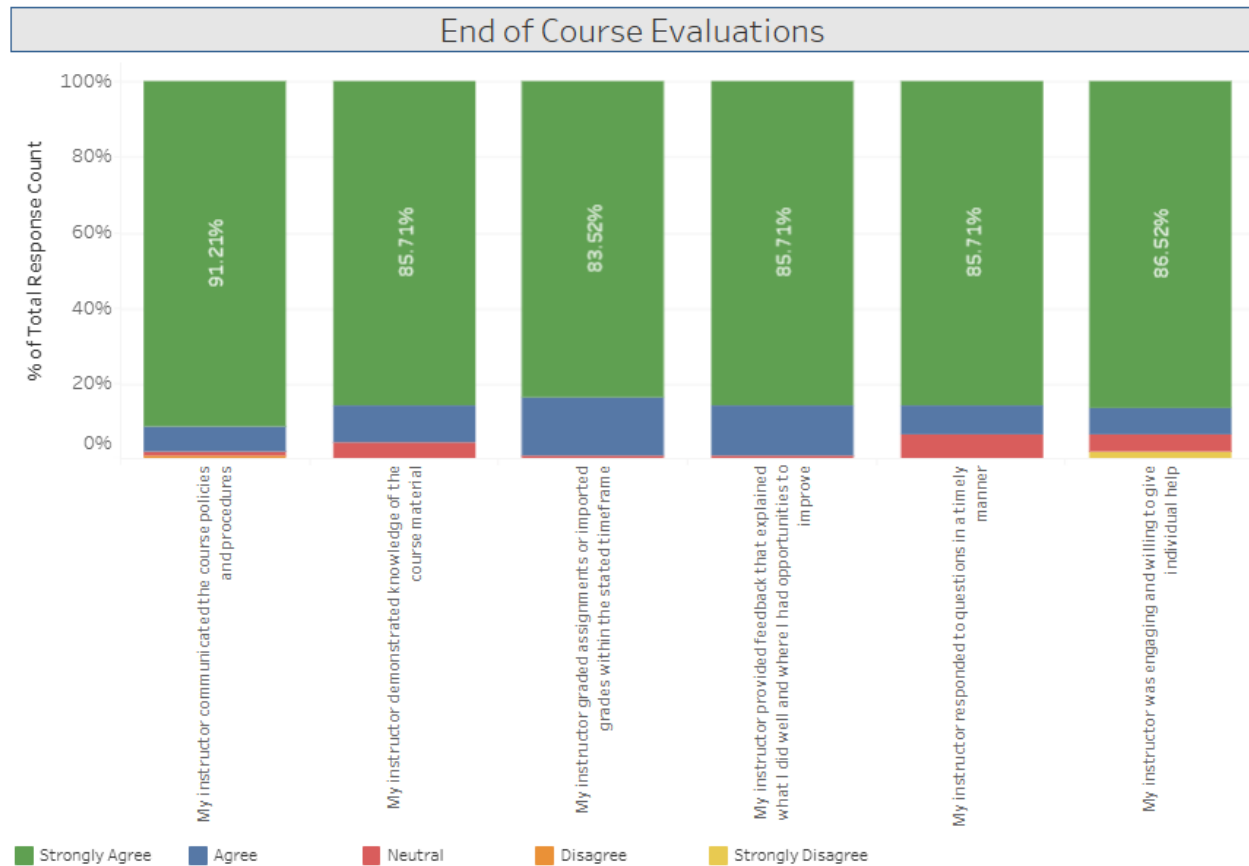 End of Course Evaluations
% of Total Response Count
100%
80%
60%
40%
20%
0%
91.21%
85.71%
83.52%
85.71%
85.71%
86.52%
My instructor communicated the course policies
and procedures
My instructor demonstrated knowledge of the
course material
My instructor graded assignments or imported
grades within the stated timeframe
My instructor provided feedback that explained
what I did well and where I had opportunities to
improve
My instructor responded to questions in a timely
manner
My instructor was engaging and willing to give
individual help
Strongly Agree
Agree
Neutral
Disagree
Strongly Disagree